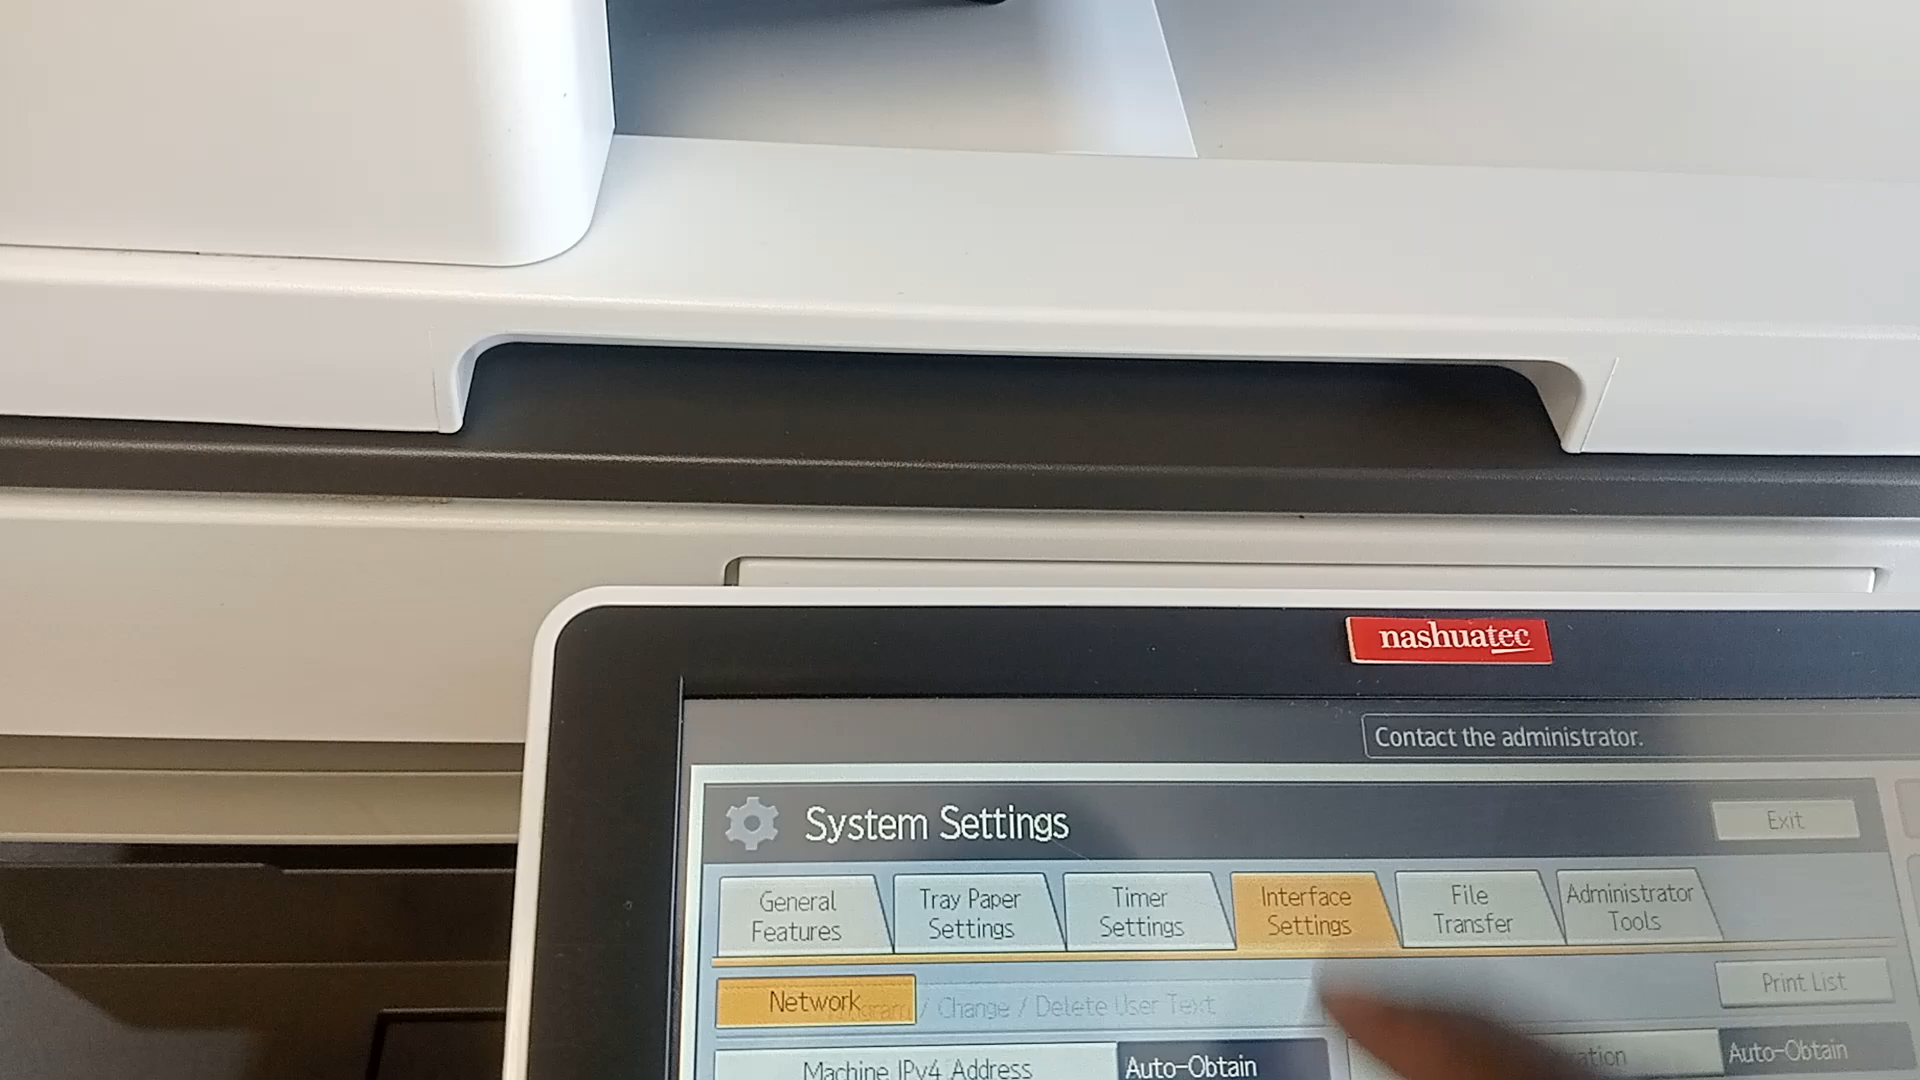 nashuatec
Contact the administrator.
System Settings
Exit
General
Features
Tray Paper
Settings
Timer
Settings
Interface
Settings
File
Transfer
Administrator
Tools
Network
/ Change / Delete User Text
Print List
Machine IPv4 Address
Auto-Obtain
Auto-Obtain